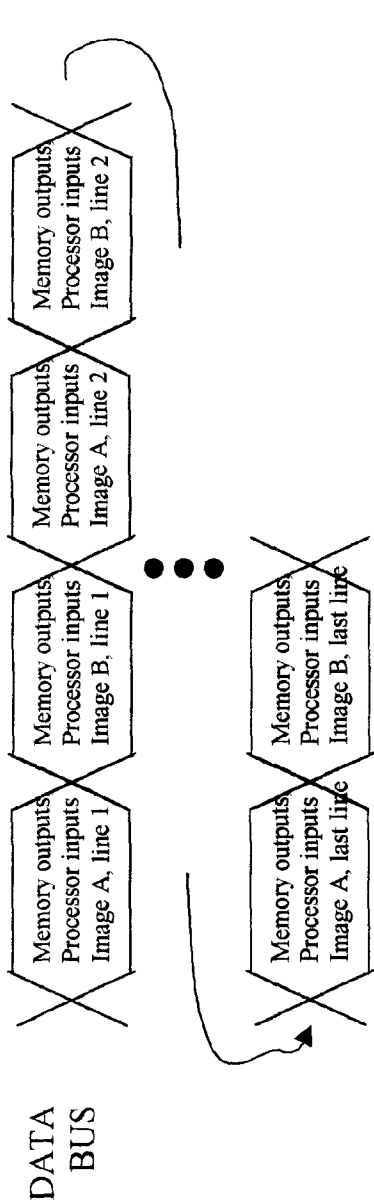 DATA
BUS
Memory outputs,
Processor inputs
Image A, line 1
Memory outputs,
Processor inputs
Image B, line 1
Memory outputs,
Processor inputs
Image A, line 2
Memory outputs,
Processor inputs
Image B, line 2
Memory outputs,
Processor inputs
Image A, last line
Memory outputs,
Processor inputs
Image B, last line